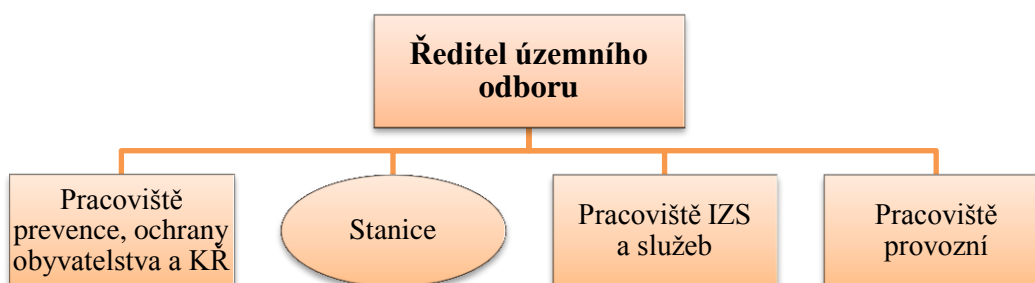 Ředitel územního
odboru
Pracoviště
prevence, ochrany
obyvatelstva a KŘ
Stanice
Pracoviště IZS
a služeb
Pracoviště
provozní